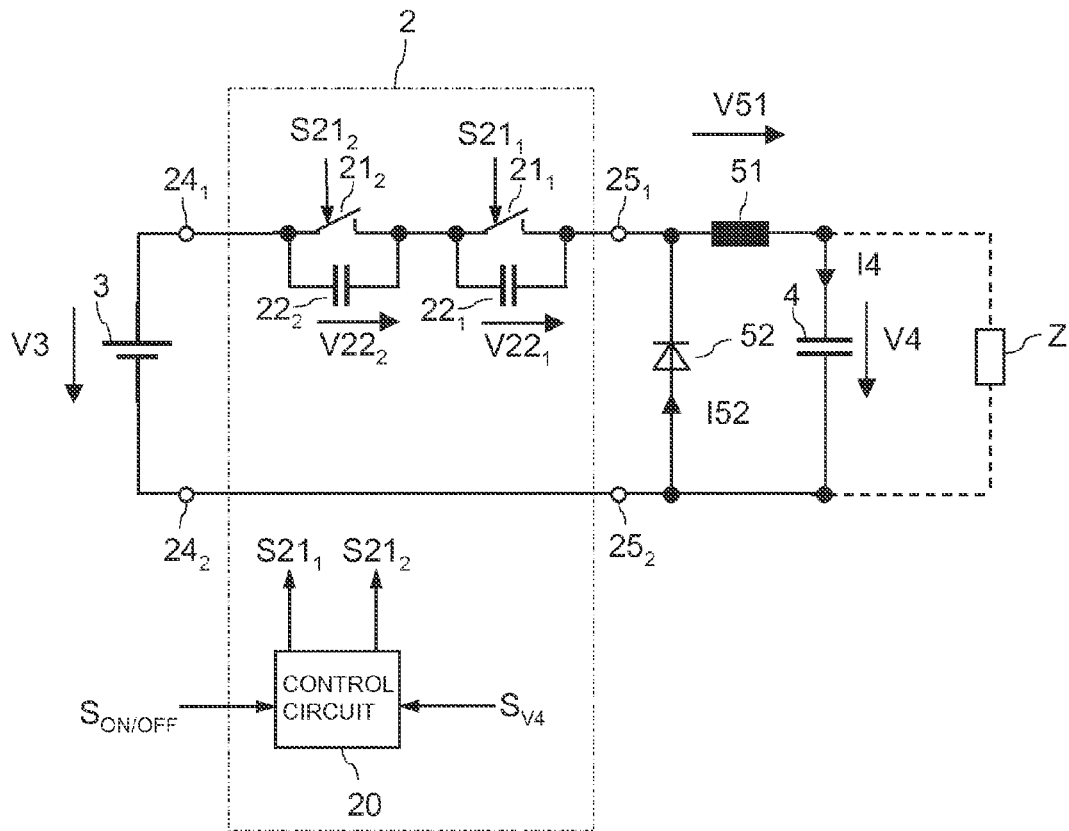 2
V51
S21₂
S21₁
24₁
21₂
21₁
25₁
51
3
22₂
22₁
I4
4
V3
V22₂
V22₁
52
V4
Z
I52
24₂
25₂
S21₁
S21₂
CONTROL
CIRCUIT
S_ON/OFF
S_V4
20